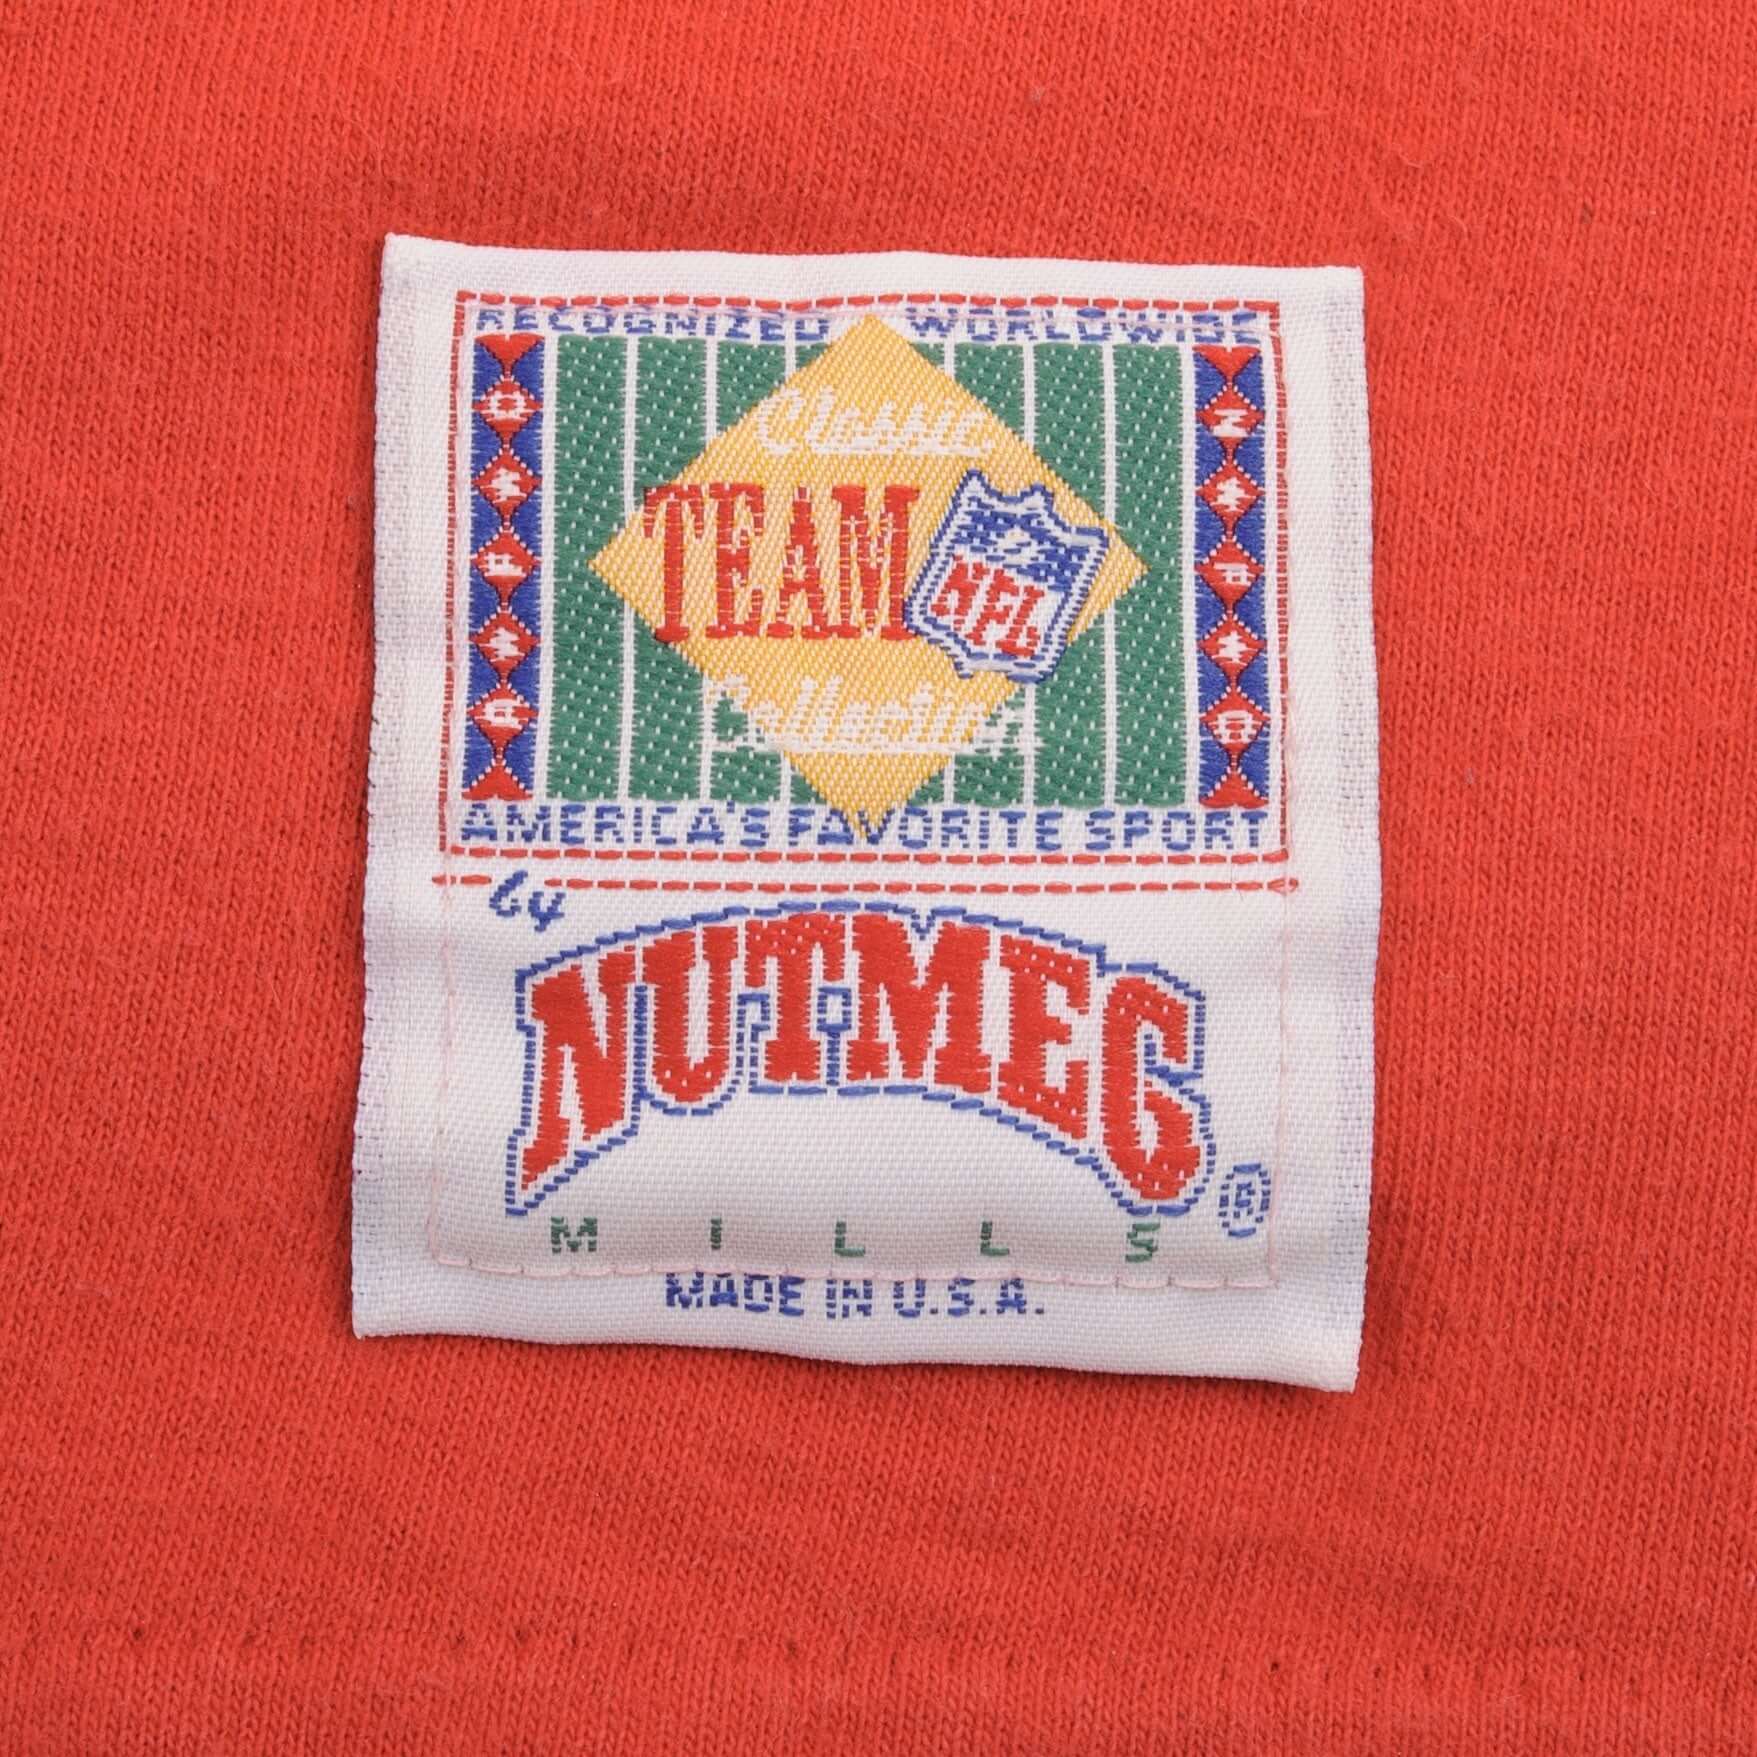 RECOGNIZED WORLDWIDE
Classic
TEAM
NFL
Collection
AMERICA'S FAVORITE SPORT
by
NUTMEG
®
MILLS
MADE IN U.S.A.